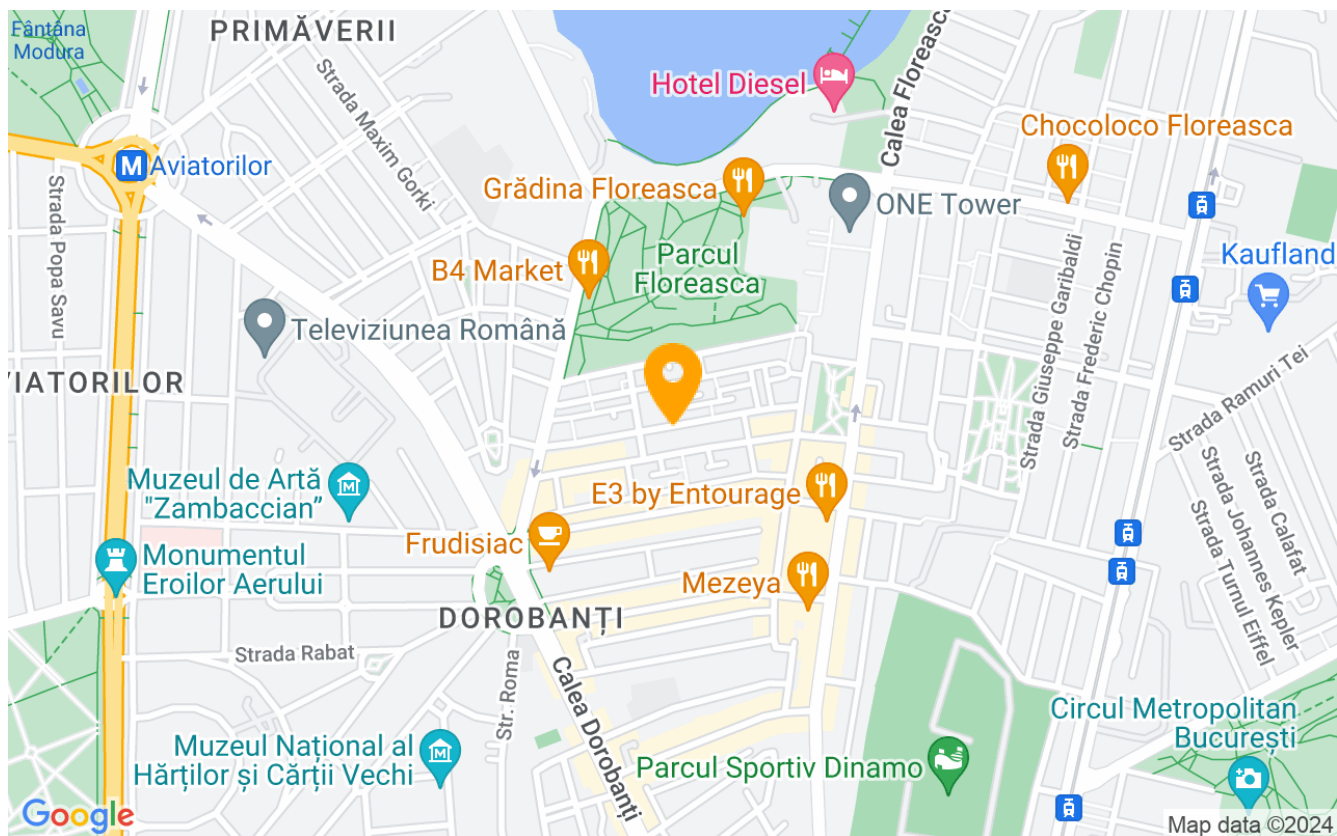 Fântâna
Modura
PRIMĂVERII
Strada Maxim Gorki
Calea Floreasca
Hotel Diesel
Chocoloco Floreasca
Aviatorilor
Strada Popa Savu
Grădina Floreasca
ONE Tower
B4 Market
Parcul
Floreasca
Kaufland
Televiziunea Română
Strada Giuseppe Garibaldi
Strada Frederic Chopin
VIATORILOR
Strada Ramuri Tei
Muzeul de Artă
"Zambaccian”
E3 by Entourage
Strada Calafat
Strada Johannes Kepler
Strada Turnul Eiffel
Frudisiac
Monumentul
Eroilor Aerului
Mezeya
DOROBANȚI
Strada Rabat
Str. Roma
Calea Dorobanți
Circul Metropolitan
București
Muzeul Național al
Hărților și Cărții Vechi
Parcul Sportiv Dinamo
Google
Map data ©2024